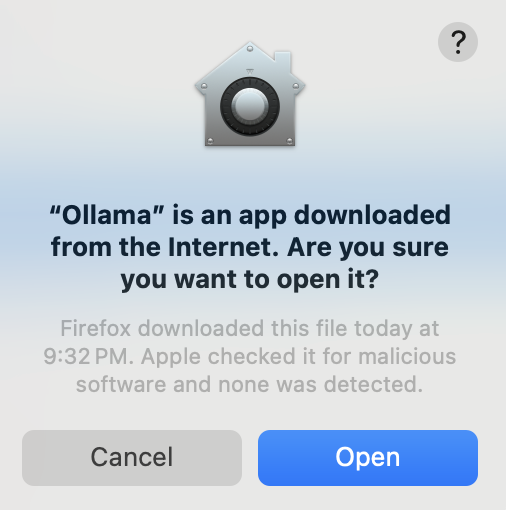 ?
“Ollama” is an app downloaded
from the Internet. Are you sure
you want to open it?
Firefox downloaded this file today at
9:32 PM. Apple checked it for malicious
software and none was detected.
Cancel
Open